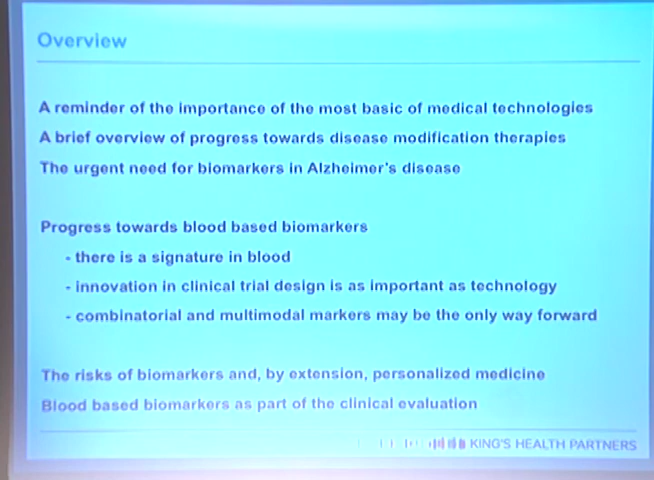 Overview
A reminder of the importance of the most basic of medical technologies
A brief overview of progress towards disease modification therapies
The urgent need for biomarkers in Alzheimer's disease
Progress towards blood based biomarkers
- there is a signature in blood
- innovation in clinical trial design is as important as technology
- combinatorial and multimodal markers may be the only way forward
The risks of biomarkers and, by extension, personalized medicine
Blood based biomarkers as part of the clinical evaluation
KING'S HEALTH PARTNERS